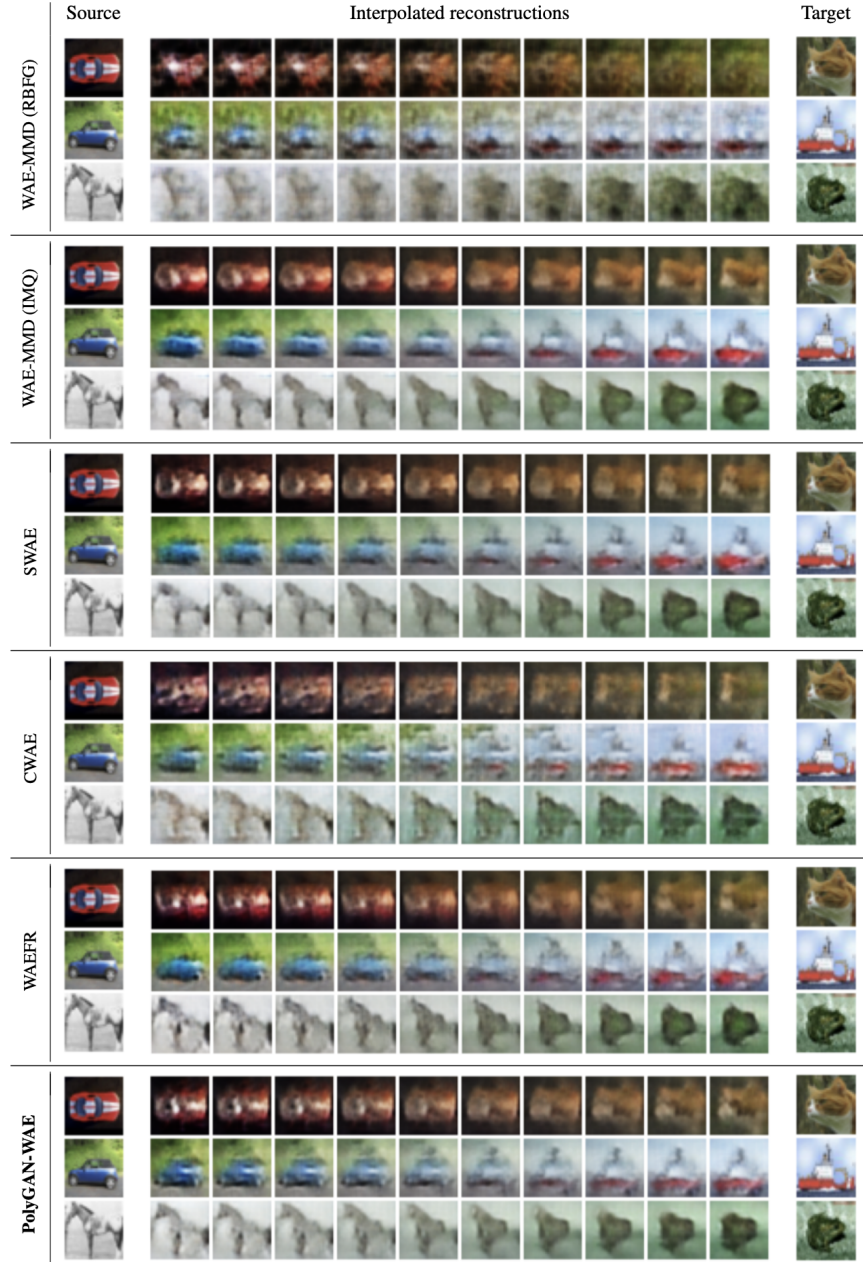 Source Interpolated reconstructions Target
WAE-MMD (RBFG)
WAE-MMD (IMQ)
SWAE
CWAE
WAEFR
PolyGAN-WAE